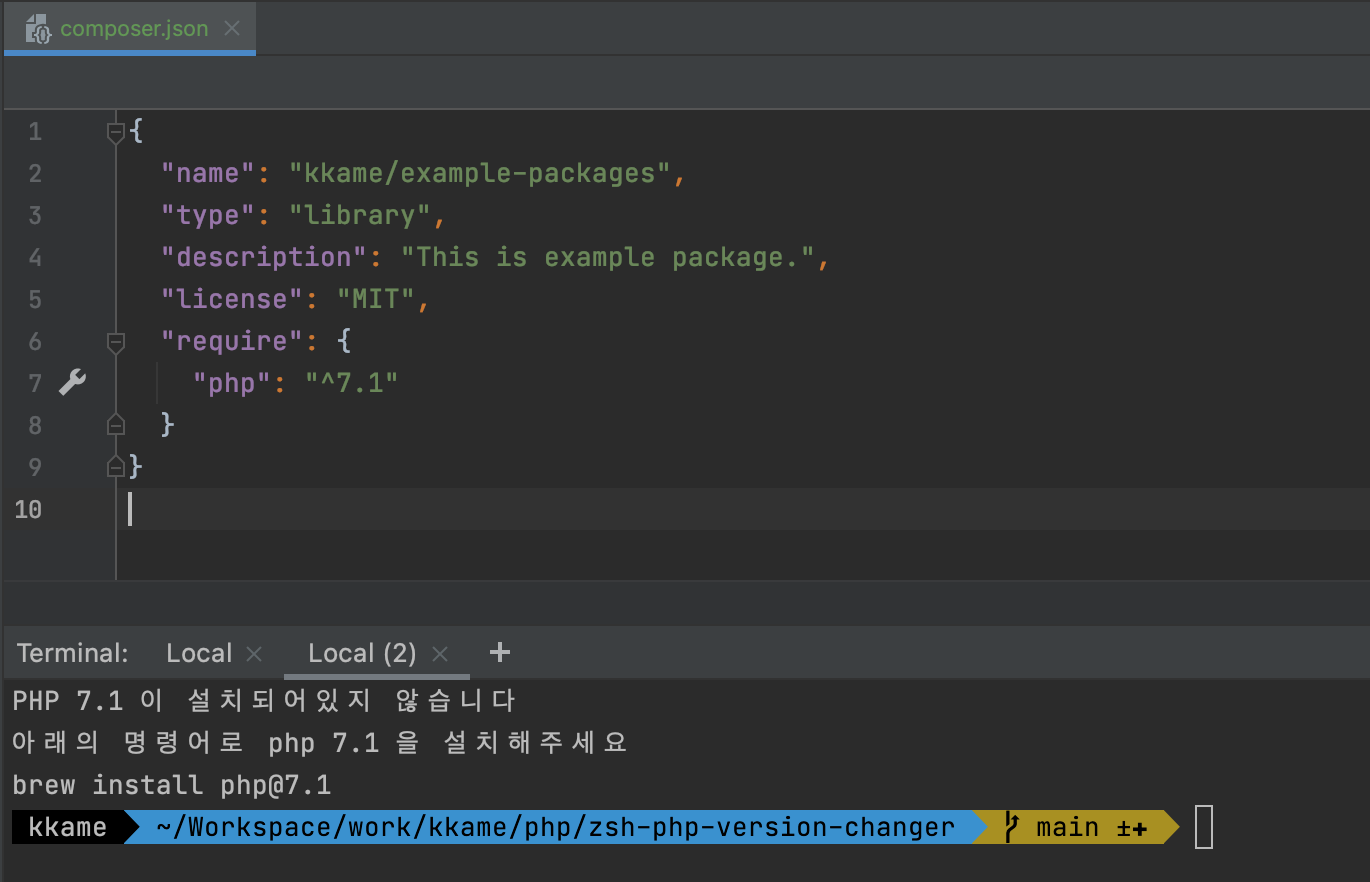 composer.json
1 {
2 "name": "kkame/example-packages",
3 "type": "library",
4 "description": "This is example package.",
5 "license": "MIT",
6 "require": {
7 "php": "^7.1"
8 }
9 }
10
Terminal: Local Local (2) +
PHP 7.1 이 설치되어있지 않습니다
아래의 명령어로 php 7.1 을 설치해주세요
brew install php@7.1
kkame ~/Workspace/work/kkame/php/zsh-php-version-changer main ±+